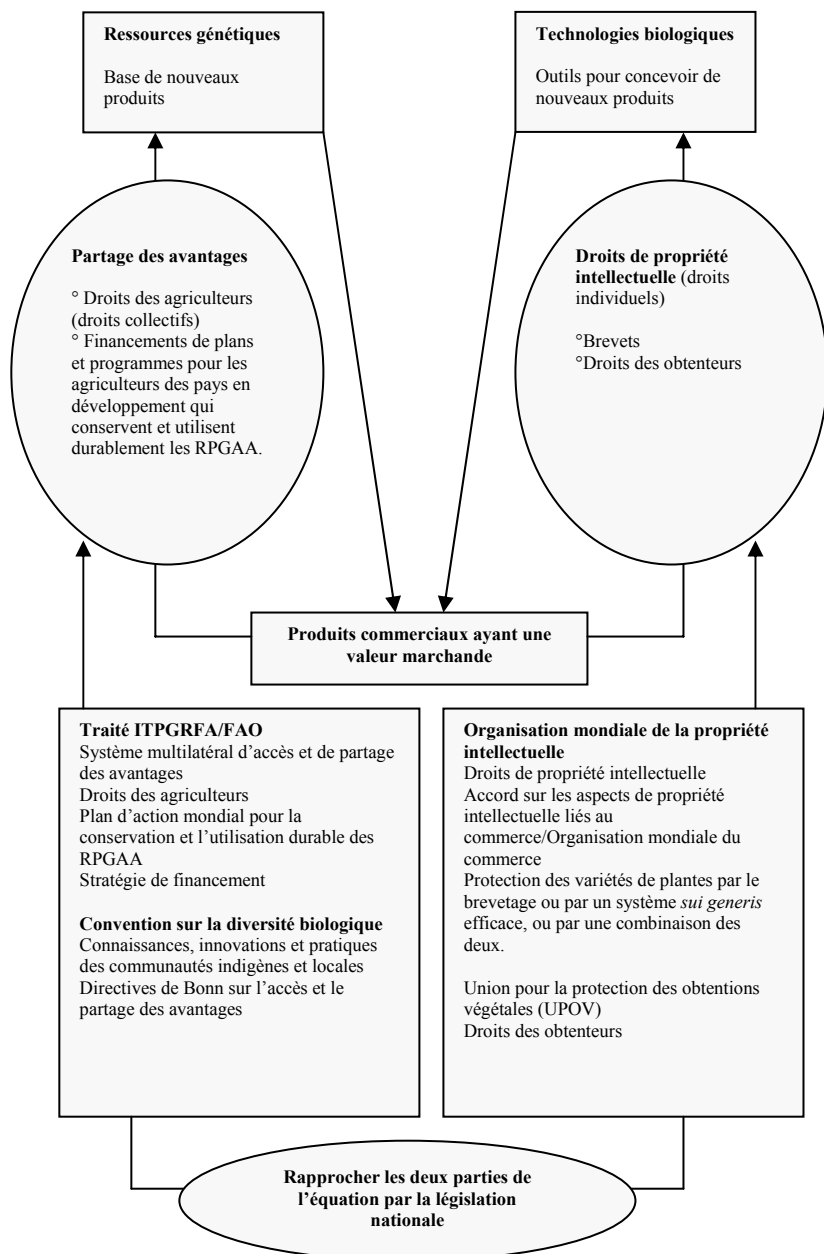 Ressources génétiques
Base de nouveaux
produits
Technologies biologiques
Outils pour concevoir de
nouveaux produits
Partage des avantages
° Droits des agriculteurs
(droits collectifs)
° Financements de plans
et programmes pour les
agriculteurs des pays en
développement qui
conservent et utilisent
durablement les RPGAA.
Droits de propriété
intellectuelle (droits
individuels)
°Brevets
°Droits des obtenteurs
Produits commerciaux ayant une
valeur marchande
Traité ITPGRFA/FAO
Système multilatéral d’accès et de partage
des avantages
Droits des agriculteurs
Plan d’action mondial pour la
conservation et l’utilisation durable des
RPGAA
Stratégie de financement
Convention sur la diversité biologique
Connaissances, innovations et pratiques
des communautés indigènes et locales
Directives de Bonn sur l’accès et le
partage des avantages
Organisation mondiale de la propriété
intellectuelle
Droits de propriété intellectuelle
Accord sur les aspects de propriété
intellectuelle liés au
commerce/Organisation mondiale du
commerce
Protection des variétés de plantes par le
brevetage ou par un système sui generis
efficace, ou par une combinaison des
deux.
Union pour la protection des obtentions
végétales (UPOV)
Droits des obtenteurs
Rapprocher les deux parties de
l’équation par la législation
nationale